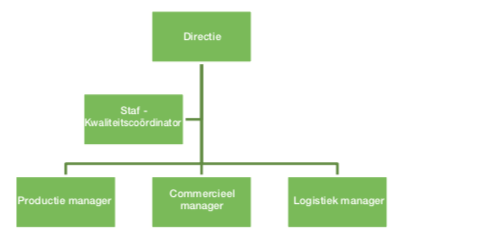 Directie
Staf -
Kwaliteitscoördinator
Productie manager
Commercieel
manager
Logistiek manager